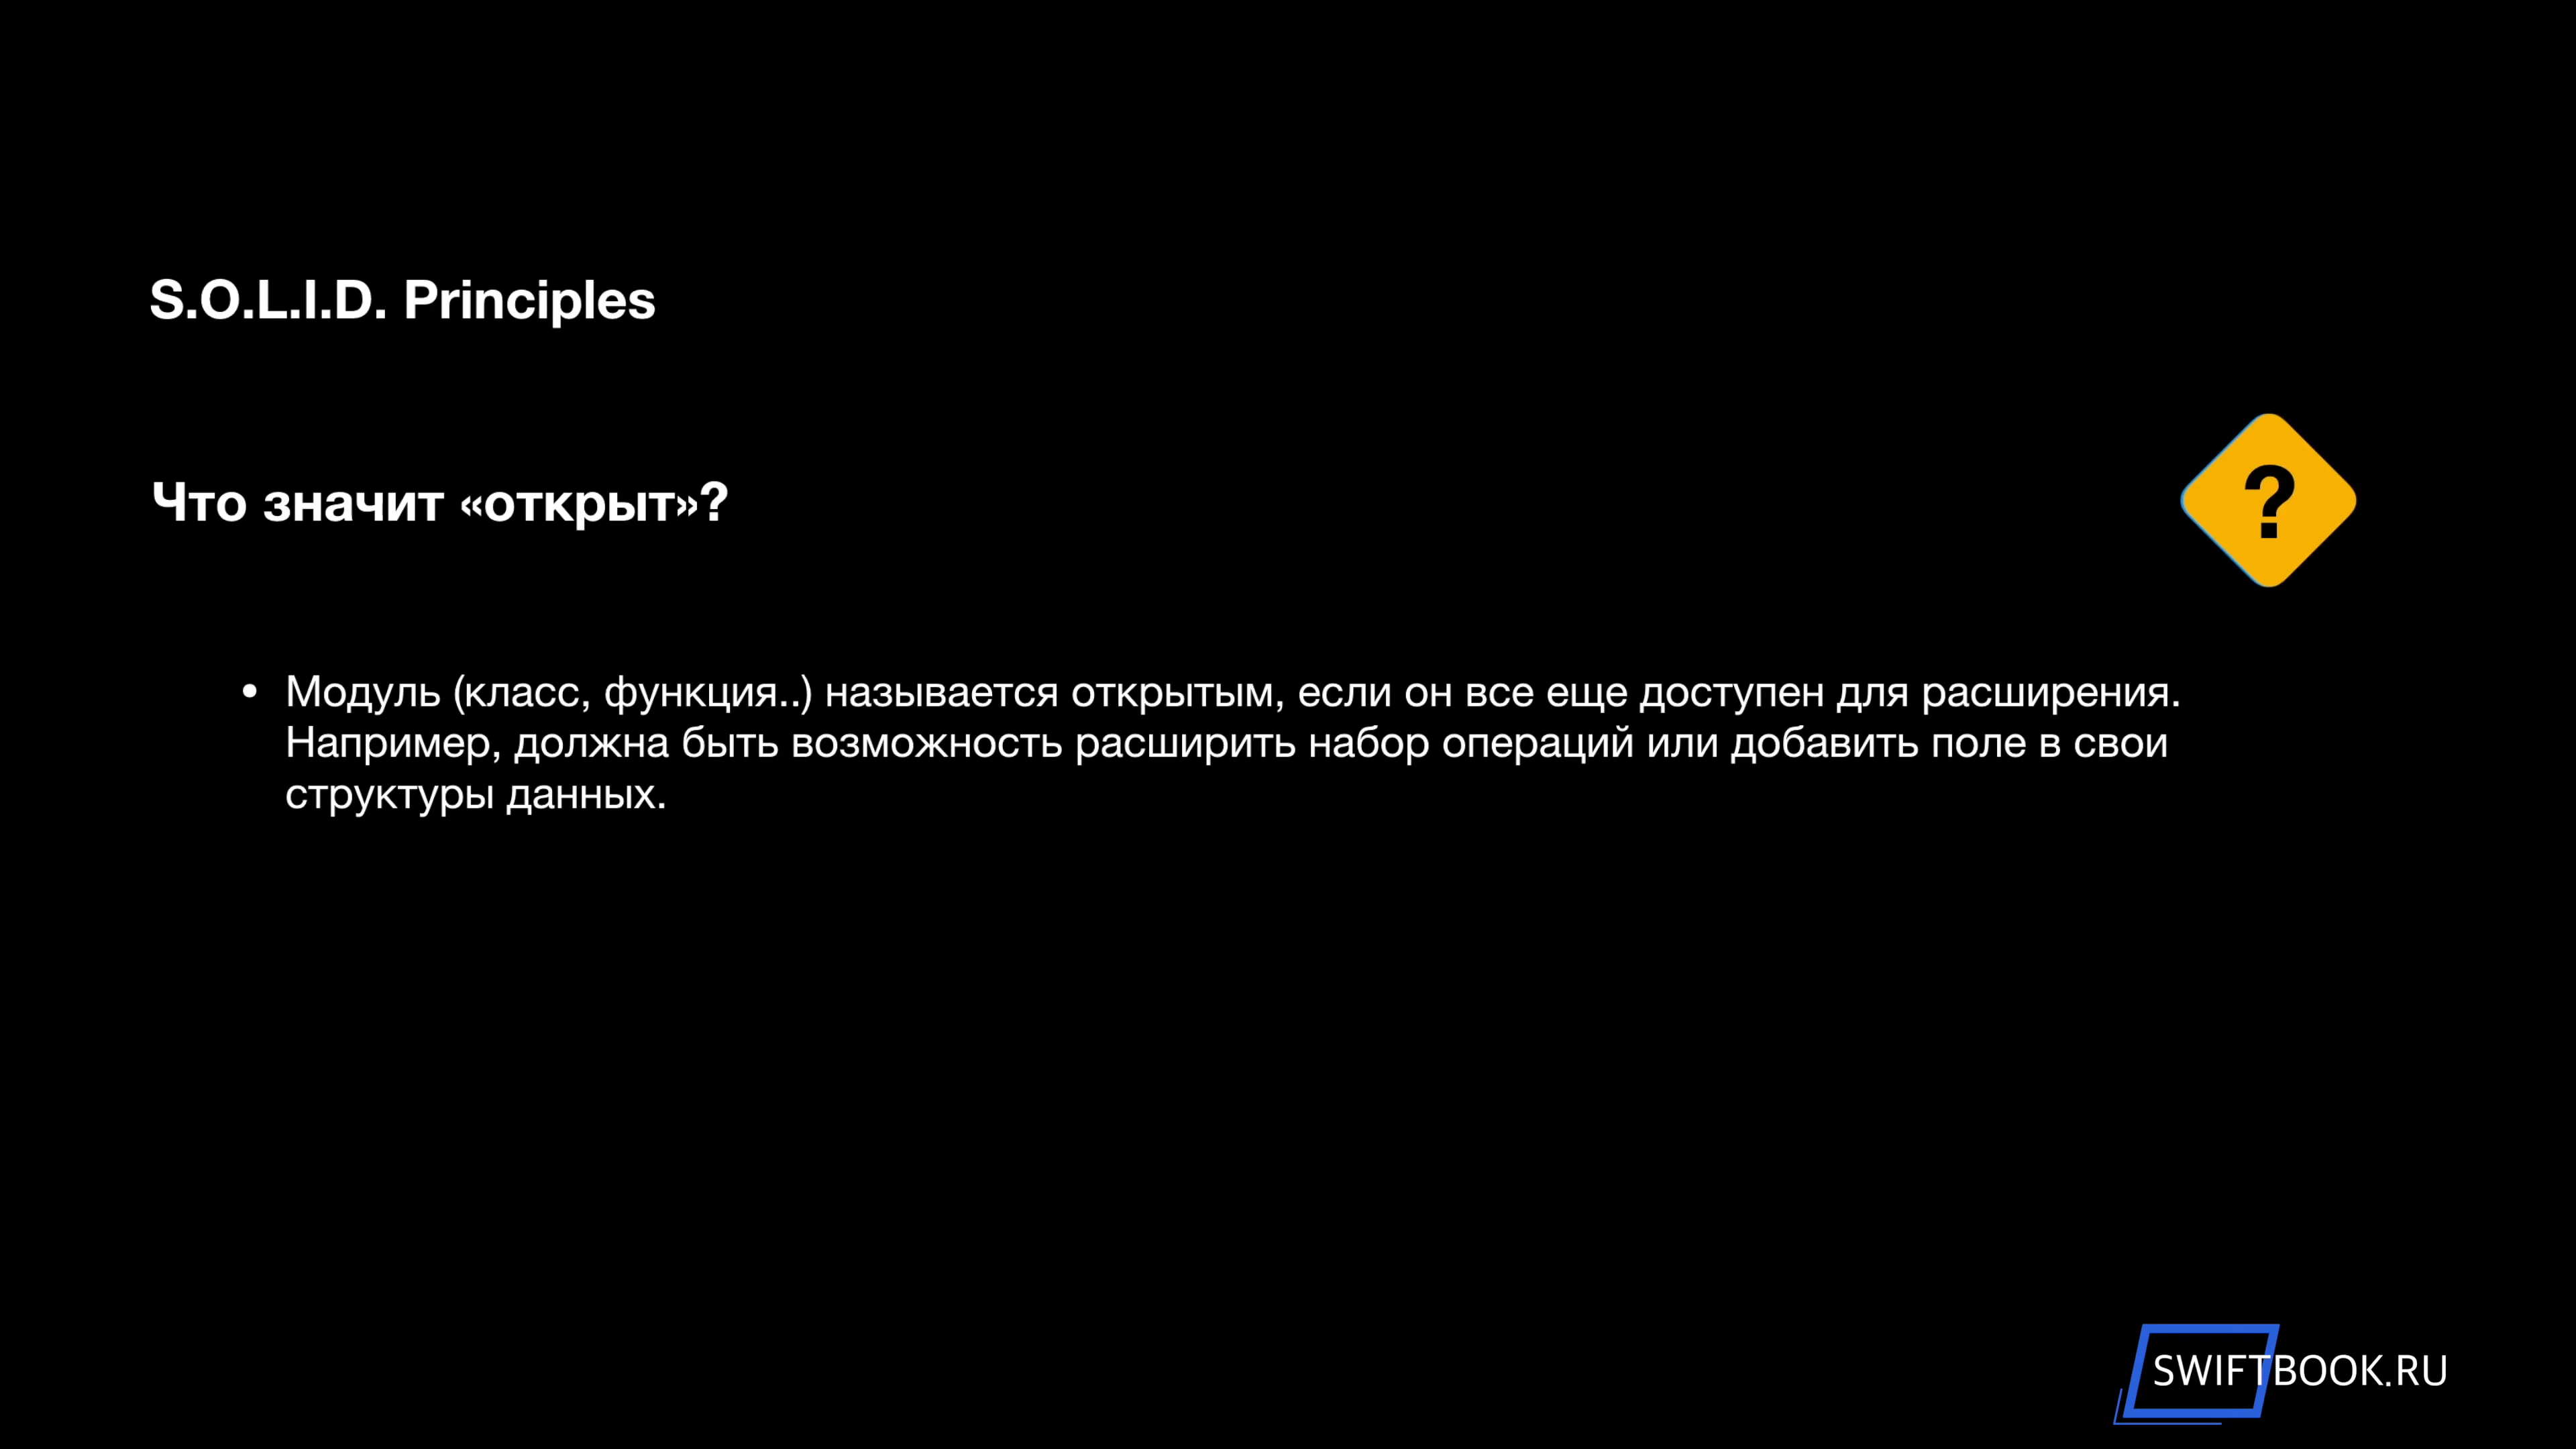 S.O.L.I.D. Principles
Что значит «открыт»?
?
• Модуль (класс, функция..) называется открытым, если он все еще доступен для расширения.
Например, должна быть возможность расширить набор операций или добавить поле в свои
структуры данных.
SWIFTBOOK.RU